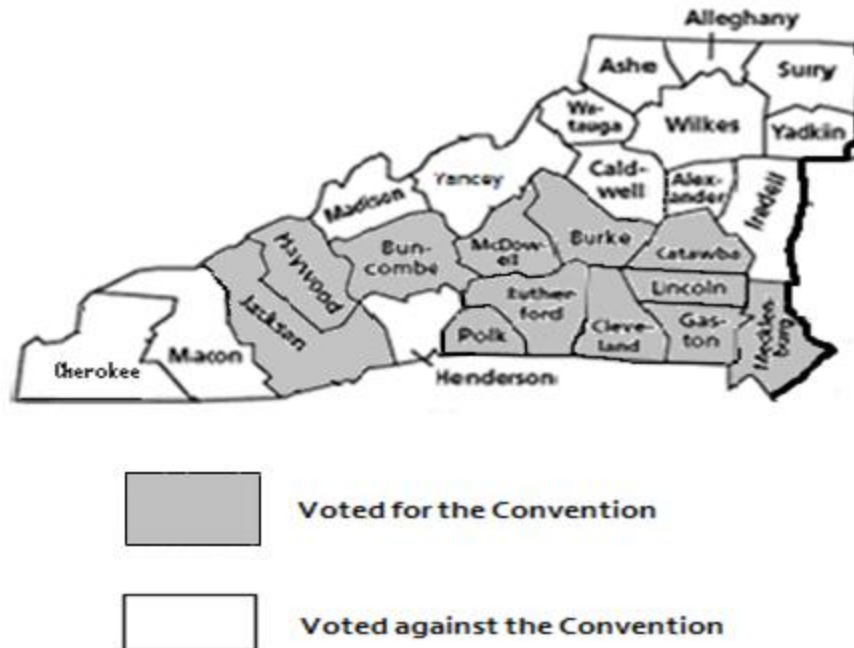 Alleghany
Ashe
Surry
Wa-
tauga
Wilkes
Yadkin
Yancey
Cald-
well
Alex-
ander
Iredell
Madison
Haywood
Bun-
combe
McDow-
ell
Burke
Catawba
Jackson
Ruther-
ford
Lincoln
Polk
Cleve-
land
Gas-
ton
Mecklen-
burg
Cherokee
Macon
Henderson
Voted for the Convention
Voted against the Convention